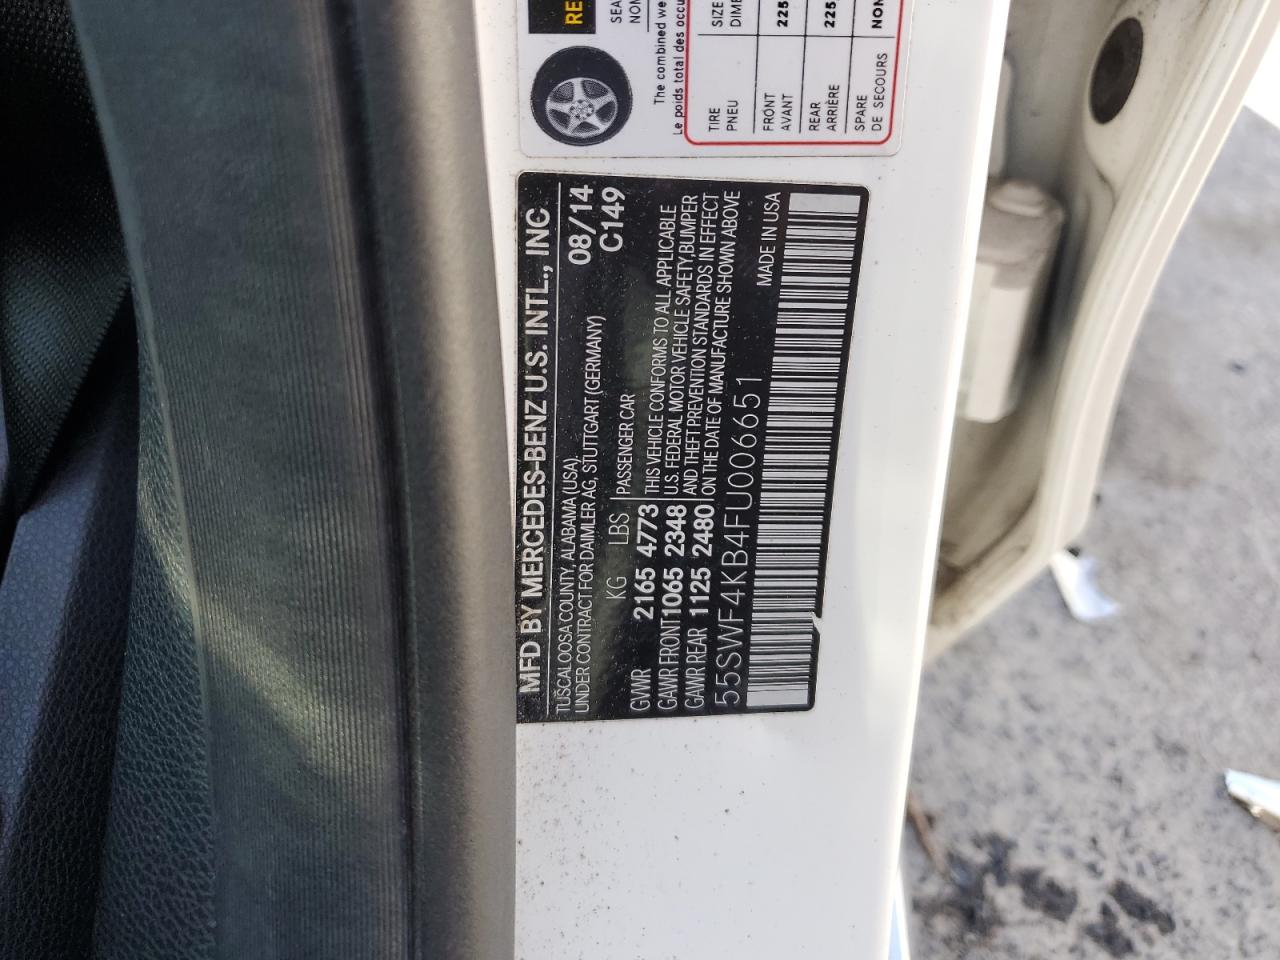 MFD BY MERCEDES-BENZ U.S. INTL., INC
TUSCALOOSA COUNTY, ALABAMA (USA)
UNDER CONTRACT FOR DAIMLER AG, STUTTGART (GERMANY)
08/14
C149
KG LBS
GVWR 2165 4773
GAWR FRONT 1065 2348
GAWR REAR 1125 2480
PASSENGER CAR
THIS VEHICLE CONFORMS TO ALL APPLICABLE
U.S. FEDERAL MOTOR VEHICLE SAFETY, BUMPER
AND THEFT PREVENTION STANDARDS IN EFFECT
ON THE DATE OF MANUFACTURE SHOWN ABOVE
55SWF4KB4FU006651
MADE IN USA
The combined we
Le poids total des occu
TIRE
PNEU
SIZE
FRONT
AVANT
225
REAR
ARRIÈRE
225
SPARE
DE SECOURS